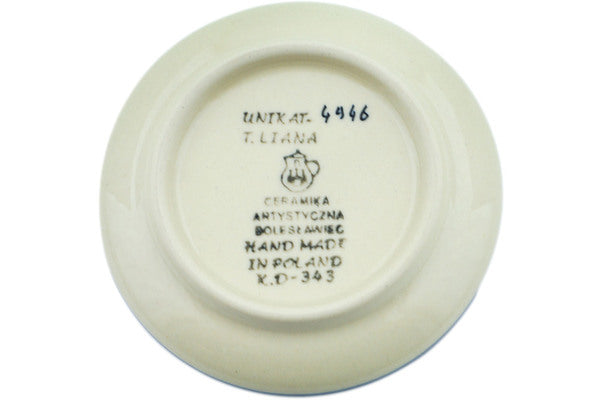 UNIKAT- 4946
T. LIANA
CERAMIKA
ARTYSTYCZNA
BOLESŁAWIEC
HAND MADE
IN POLAND
K.D-343